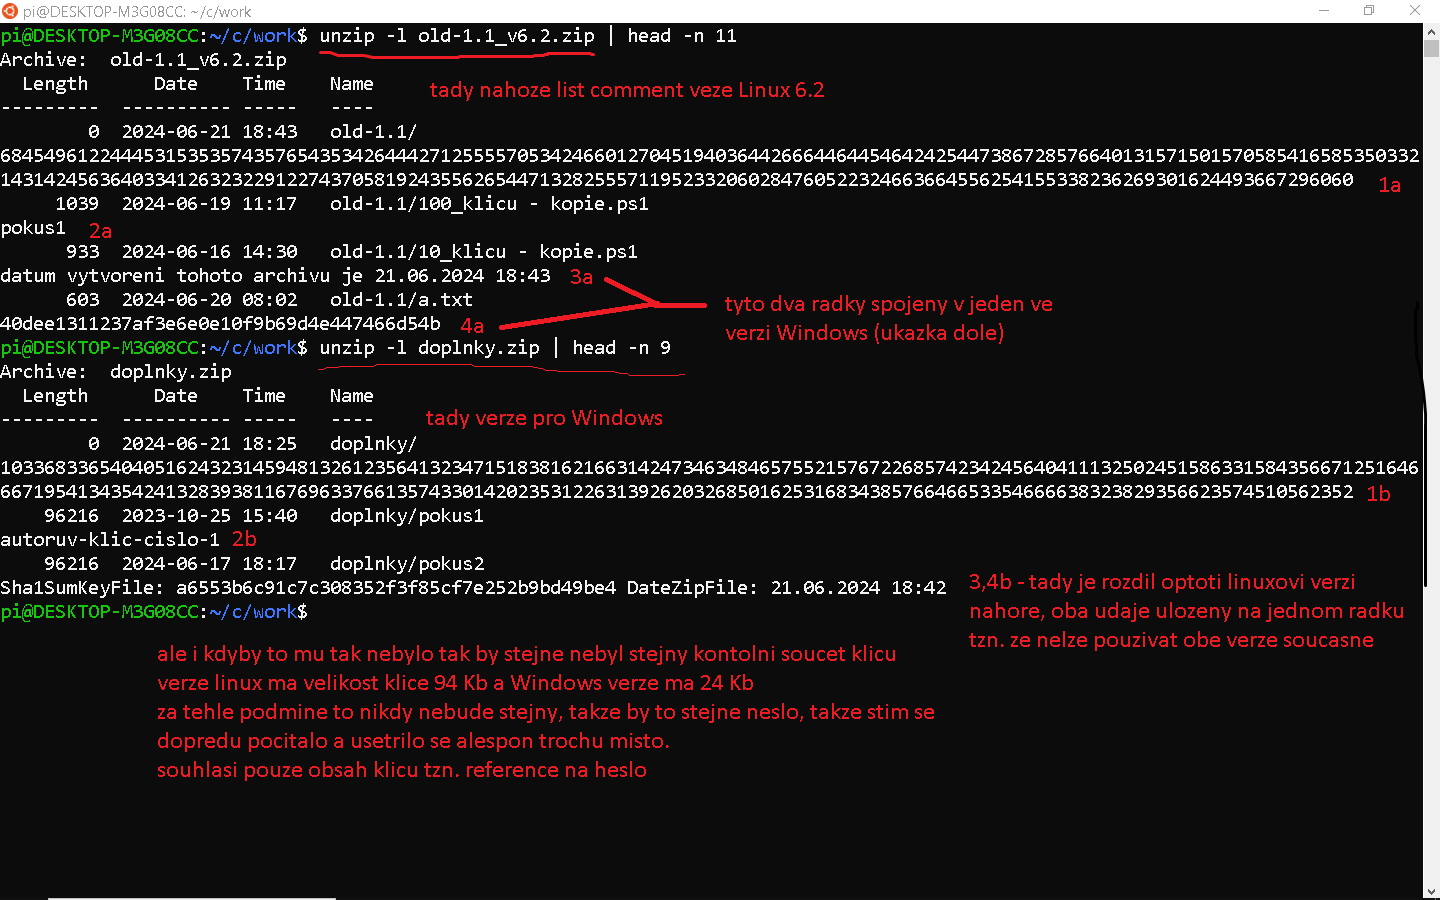 pi@DESKTOP-M3G08CC: ~/c/work
pi@DESKTOP-M3G08CC:~/c/work$ unzip -l old-1.1_v6.2.zip | head -n 11
Archive:  old-1.1_v6.2.zip
  Length      Date    Time    Name
---------  ---------- -----   ----
tady nahoze list comment veze Linux 6.2
        0  2024-06-21 18:43   old-1.1/
6845496122444531535357435765435342644427125555570534246601270451940364426664464454642425447386728576640131571501570585416585350332
143142456364033412632322912274370581924355626544713282555711952332060284760522324663664556254155338236269301624493667296060 1a
     1039  2024-06-19 11:17   old-1.1/100_klicu - kopie.ps1
pokus1 2a
      933  2024-06-16 14:30   old-1.1/10_klicu - kopie.ps1
datum vytvoreni tohoto archivu je 21.06.2024 18:43 3a
      603  2024-06-20 08:02   old-1.1/a.txt
40dee1311237af3e6e0e10f9b69d4e447466d54b 4a
tyto dva radky spojeny v jeden ve
verzi Windows (ukazka dole)
pi@DESKTOP-M3G08CC:~/c/work$ unzip -l doplnky.zip | head -n 9
Archive:  doplnky.zip
  Length      Date    Time    Name
---------  ---------- -----   ----
tady verze pro Windows
        0  2024-06-21 18:25   doplnky/
1033683365404051624323145948132612356413234715183816216631424734634846575521576722685742342456404111325024515863315843566712516​46
66719541343542413283938116769633766135743301420235312263139262032685016253168343857664665335466663832382935662357451056​2352 1b
    96216  2023-10-25 15:40   doplnky/pokus1
autoruv-klic-cislo-1 2b
    96216  2024-06-17 18:17   doplnky/pokus2
Sha1SumKeyFile: a6553b6c91c7c308352f3f85cf7e252b9bd49be4 DateZipFile: 21.06.2024 18:42
pi@DESKTOP-M3G08CC:~/c/work$
3,4b - tady je rozdil optoti linuxovi verzi
nahore, oba udaje ulozeny na jednom radku
tzn. ze nelze pouzivat obe verze soucasne
ale i kdyby to mu tak nebylo tak by stejne nebyl stejny kontolni soucet klicu
verze linux ma velikost klice 94 Kb a Windows verze ma 24 Kb
za tehle podmine to nikdy nebude stejny, takze by to stejne neslo, takze stim se
dopredu pocitalo a usetrilo se alespon trochu misto.
souhlasi pouze obsah klicu tzn. reference na heslo